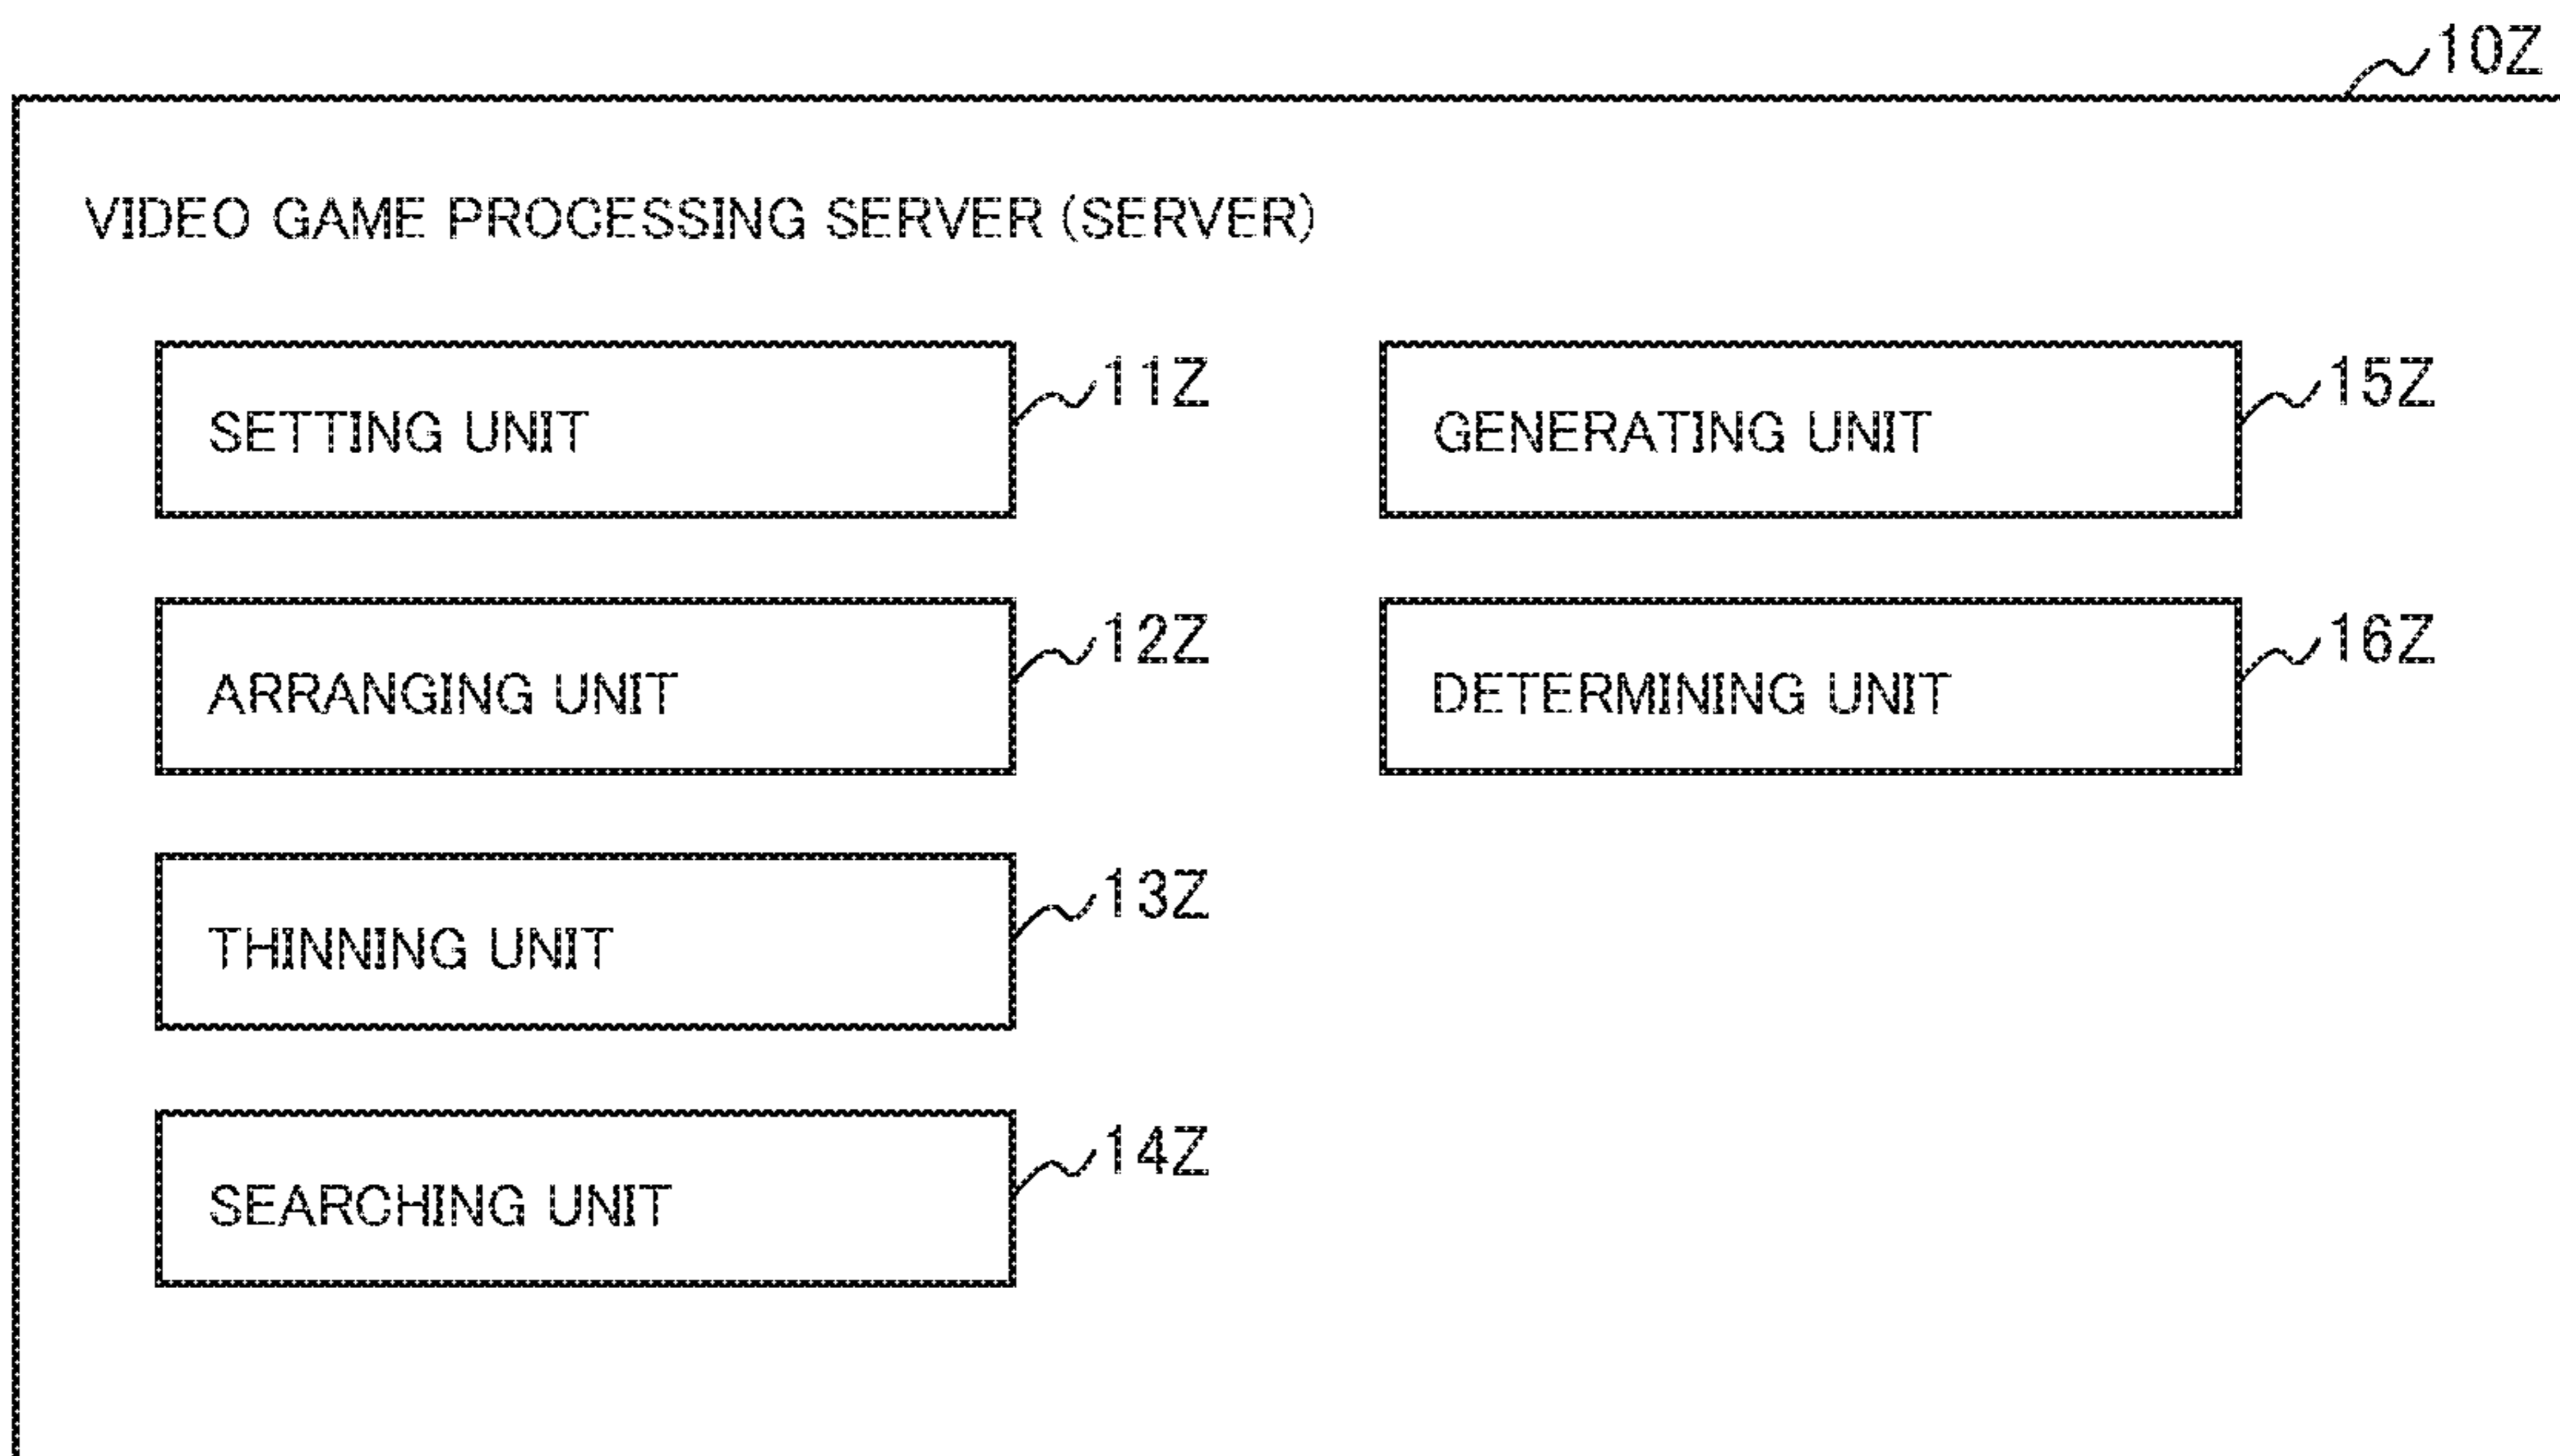 10Z
VIDEO GAME PROCESSING SERVER (SERVER)
SETTING UNIT
11Z
ARRANGING UNIT
12Z
THINNING UNIT
13Z
SEARCHING UNIT
14Z
GENERATING UNIT
15Z
DETERMINING UNIT
16Z